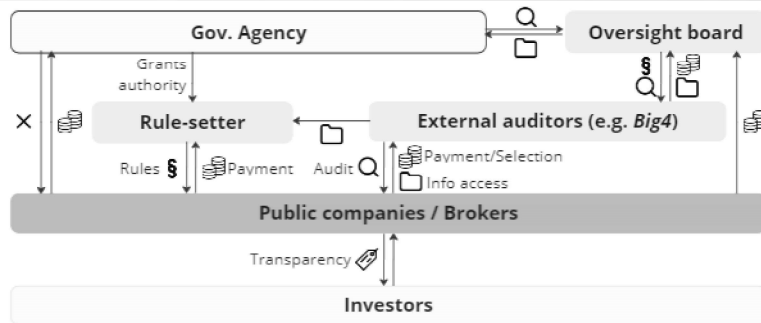 Gov. Agency
Oversight board
Grants
authority
§
Rule-setter
External auditors (e.g. Big4)
Rules §
Payment
Audit
Payment/Selection
Info access
Public companies / Brokers
Transparency
Investors